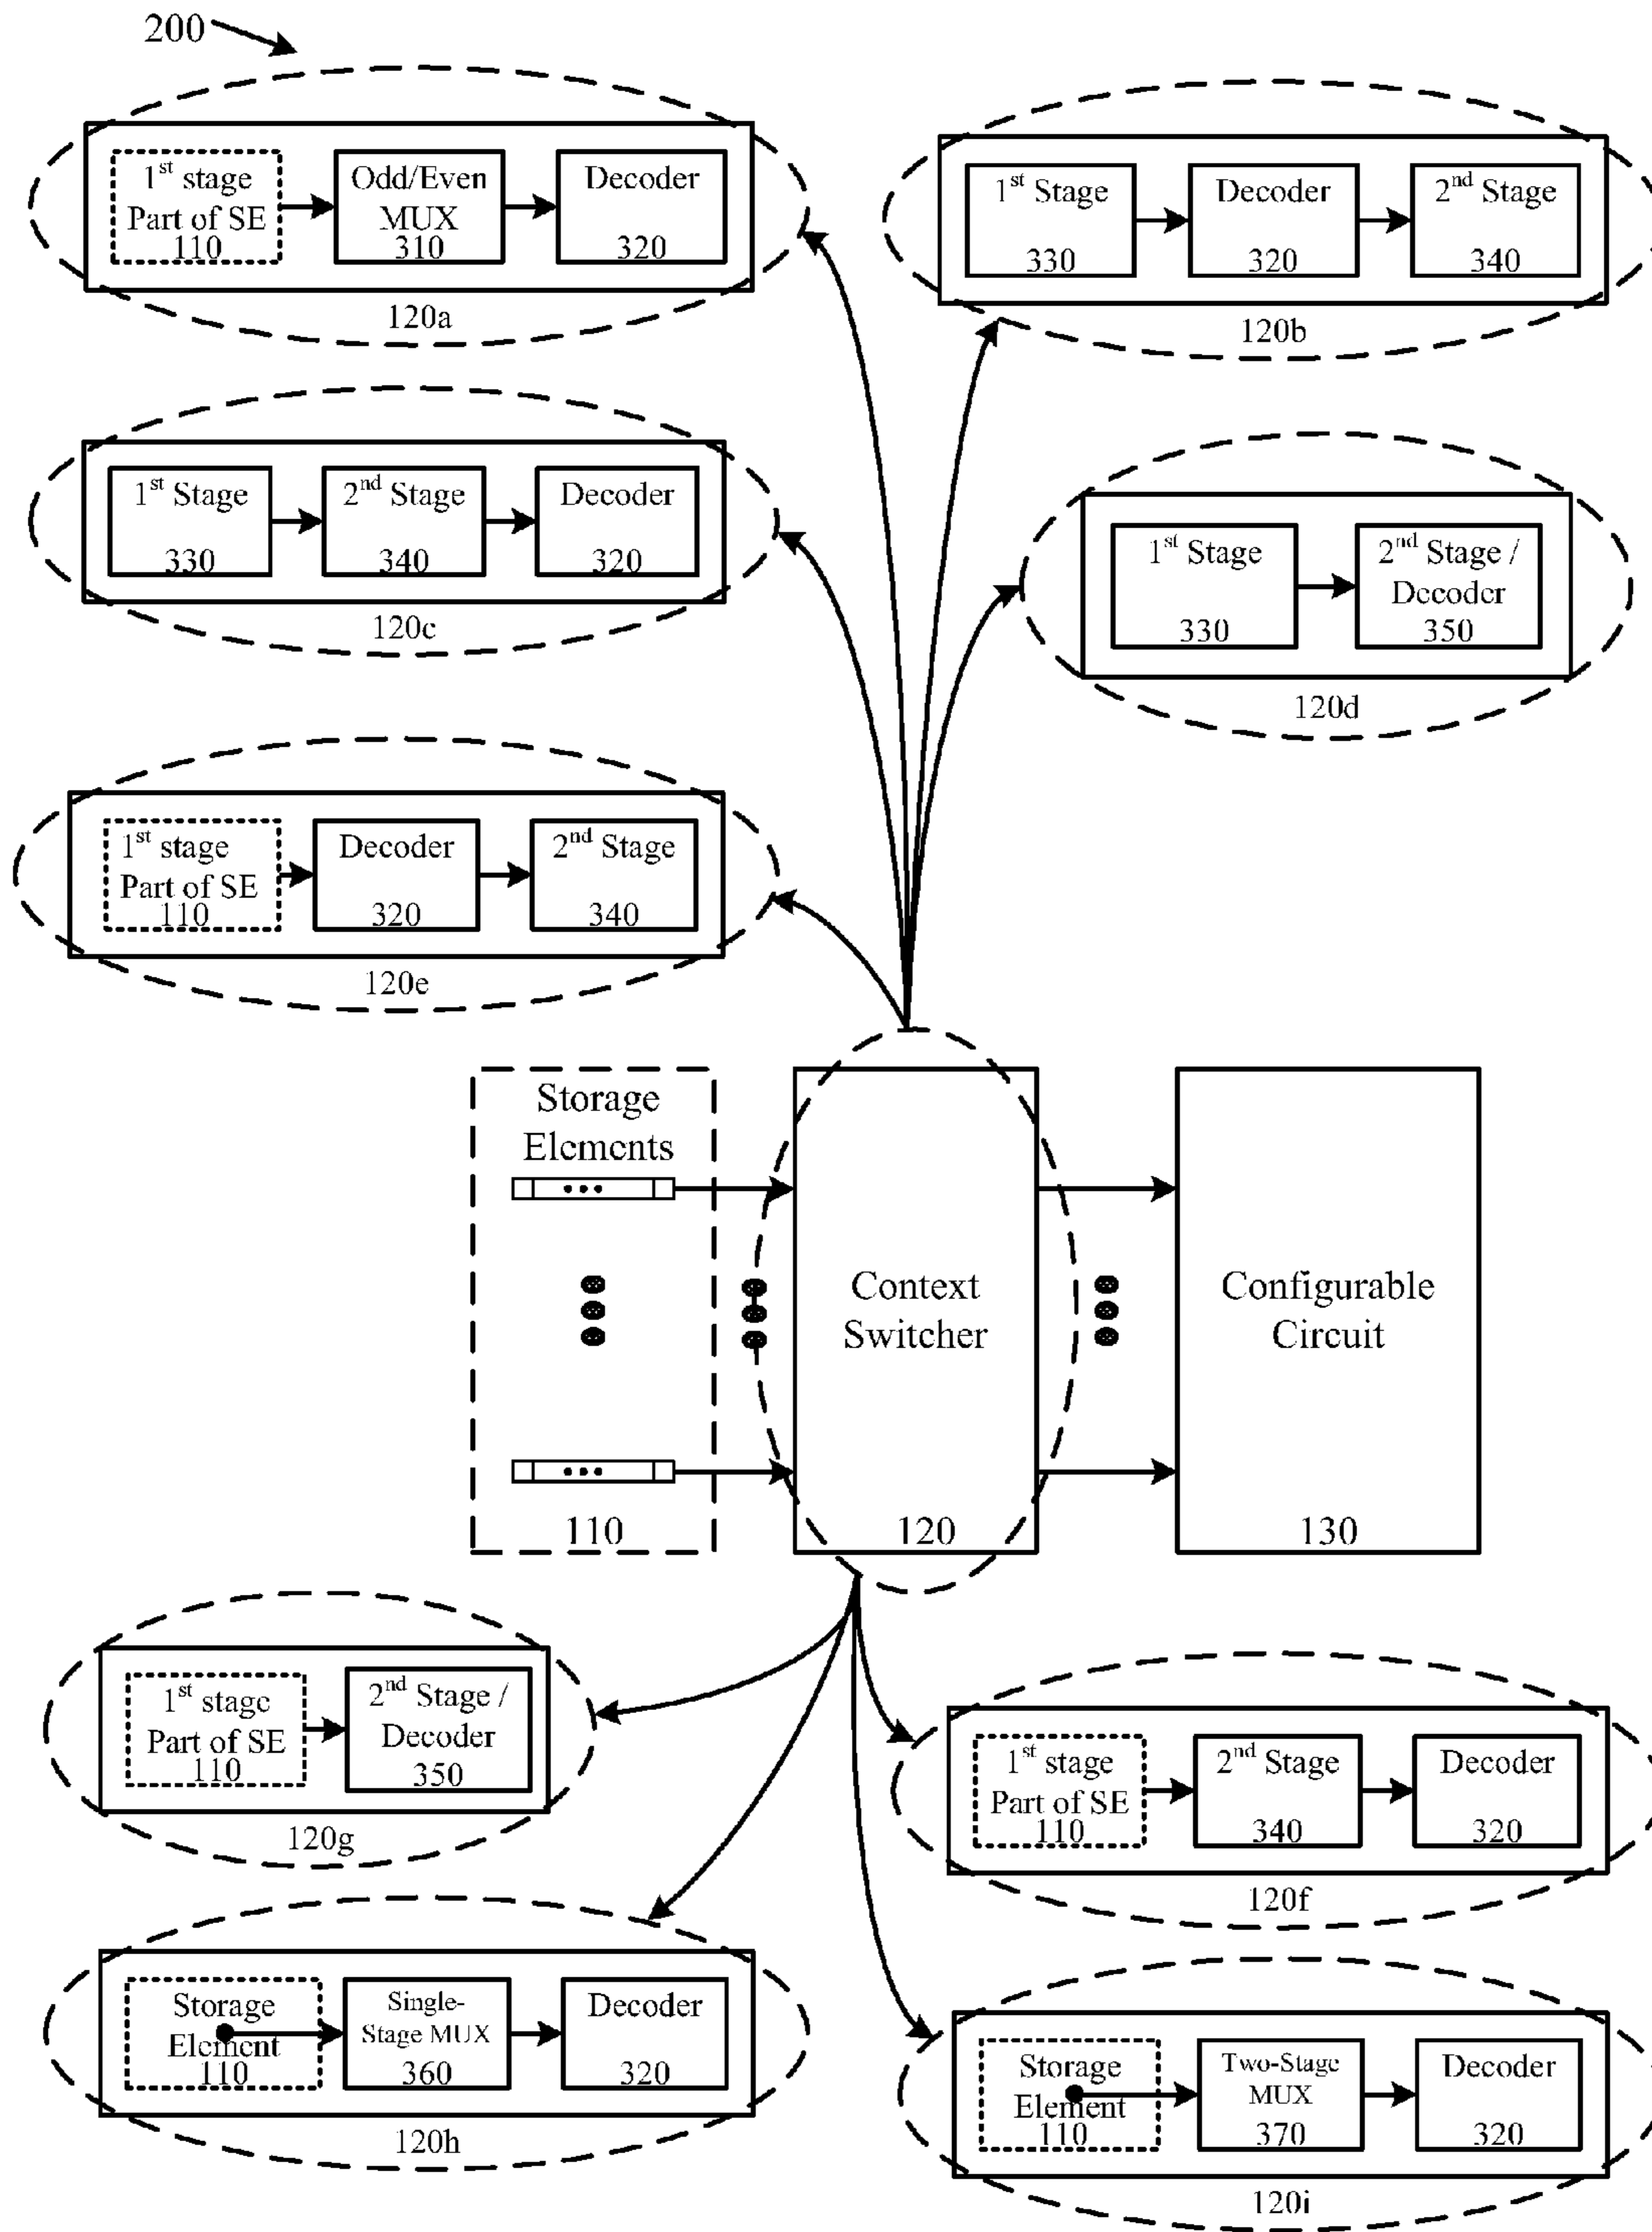 200
1st stage
Part of SE
110
Odd/Even
MUX
310
Decoder
320
120a
1st Stage
330
Decoder
320
2nd Stage
340
120b
1st Stage
330
2nd Stage
340
Decoder
320
120c
1st Stage
330
2nd Stage /
Decoder
350
120d
1st stage
Part of SE
110
Decoder
320
2nd Stage
340
120e
Storage
Elements
110
Context
Switcher
120
Configurable
Circuit
130
1st stage
Part of SE
110
2nd Stage /
Decoder
350
120g
1st stage
Part of SE
110
2nd Stage
340
Decoder
320
120f
Storage
Element
110
Single-
Stage MUX
360
Decoder
320
120h
Storage
Element
110
Two-Stage
MUX
370
Decoder
320
120i